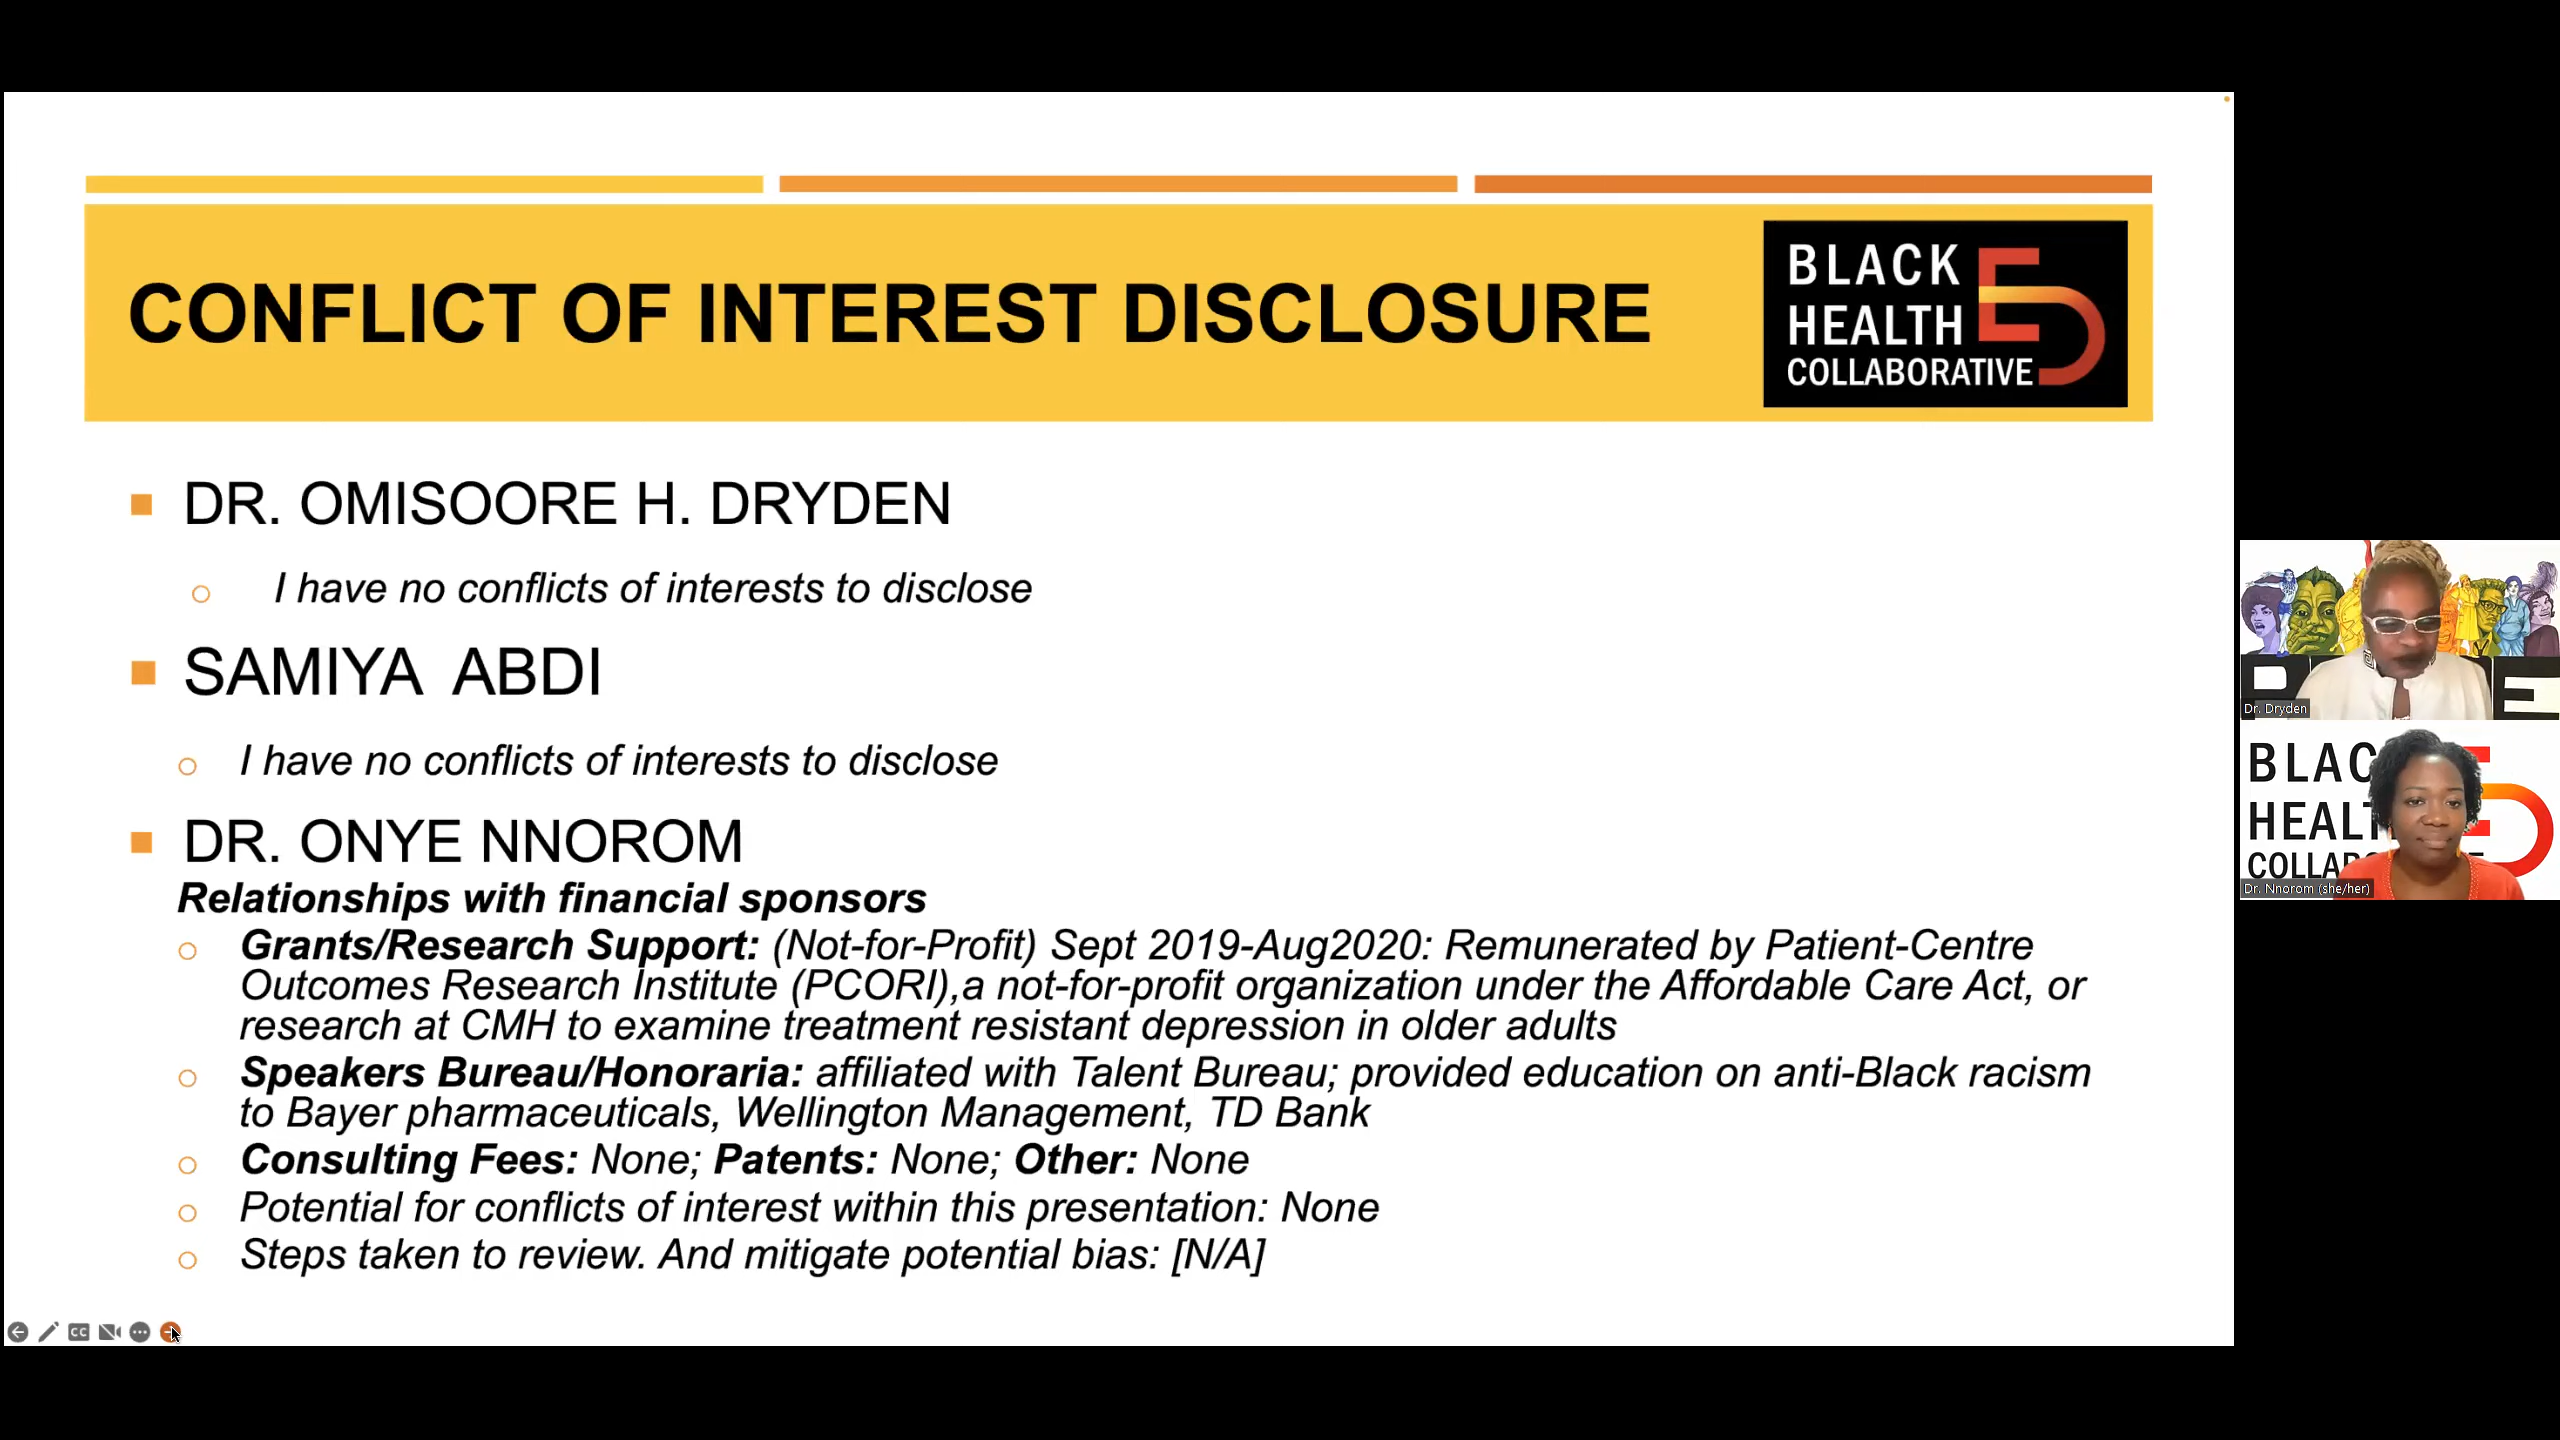 CONFLICT OF INTEREST DISCLOSURE
BLACK
HEALTH
COLLABORATIVE
ED
DR. OMISOORE H. DRYDEN
I have no conflicts of interests to disclose
SAMIYA ABDI
I have no conflicts of interests to disclose
DR. ONYE NNOROM
Relationships with financial sponsors
Grants/Research Support: (Not-for-Profit) Sept 2019-Aug2020: Remunerated by Patient-Centre
Outcomes Research Institute (PCORI),a not-for-profit organization under the Affordable Care Act, or
research at CMH to examine treatment resistant depression in older adults
Speakers Bureau/Honoraria: affiliated with Talent Bureau; provided education on anti-Black racism
to Bayer pharmaceuticals, Wellington Management, TD Bank
Consulting Fees: None; Patents: None; Other: None
Potential for conflicts of interest within this presentation: None
Steps taken to review. And mitigate potential bias: [N/A]
CC
Dr. Dryden
BLAC
HEALT
COLLAB
Dr. Nnorom (she/her)